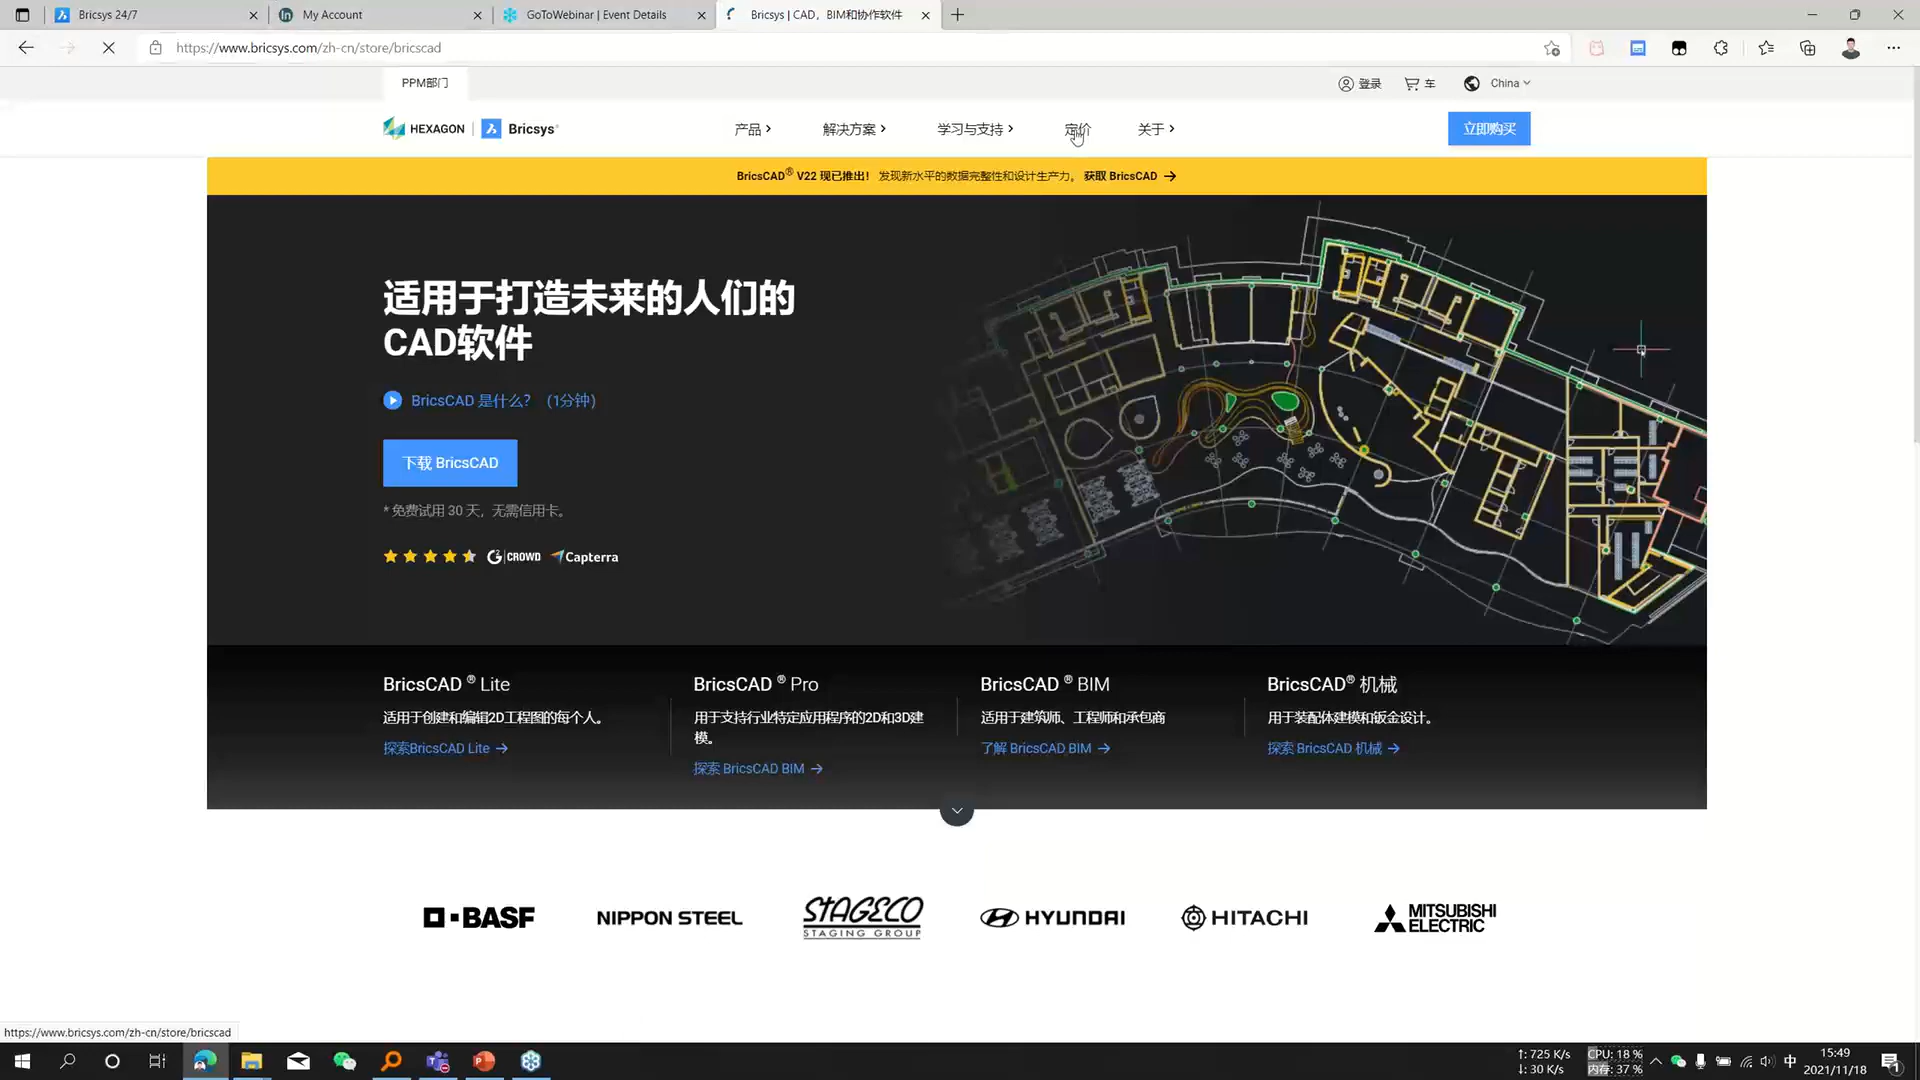 Bricsys 24/7
My Account
GoToWebinar | Event Details
Bricsys | CAD，BIM和协作软件
https://www.bricsys.com/zh-cn/store/bricscad
PPM部门
登录
车
China
HEXAGON | Bricsys®
产品
解决方案
学习与支持
定价
关于
立即购买
BricsCAD® V22 现已推出！ 发现新水平的数据完整性和设计生产力。 获取 BricsCAD →
适用于打造未来的人们的
CAD软件
BricsCAD 是什么？ (1分钟)
下载 BricsCAD
* 免费试用 30 天，无需信用卡。
G2 CROWD Capterra
BricsCAD ® Lite
适用于创建和编辑2D工程图的每个人。
探索BricsCAD Lite →
BricsCAD ® Pro
用于支持行业特定应用程序的2D和3D建
模。
探索 BricsCAD BIM →
BricsCAD ® BIM
适用于建筑师、工程师和承包商
了解 BricsCAD BIM →
BricsCAD® 机械
用于装配体建模和钣金设计。
探索 BricsCAD 机械 →
BASF
NIPPON STEEL
STAGECO
STAGING GROUP
HYUNDAI
HITACHI
MITSUBISHI
ELECTRIC
https://www.bricsys.com/zh-cn/store/bricscad
↑: 725 K/s
↓: 30 K/s
CPU: 18 %
内存: 37 %
中
15:49
2021/11/18
1